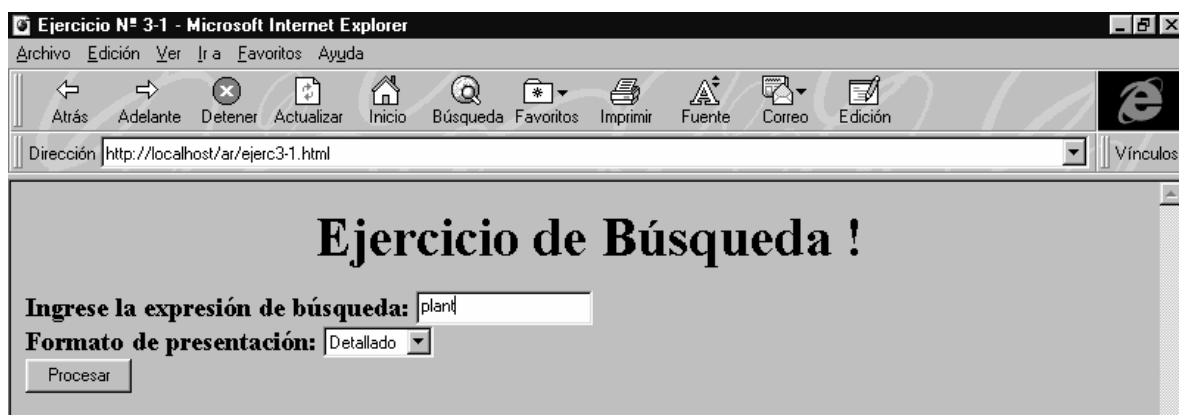 Ejercicio Nº 3-1 - Microsoft Internet Explorer
Archivo Edición Ver Ir a Favoritos Ayuda
Atrás Adelante Detener Actualizar Inicio Búsqueda Favoritos Imprimir Fuente Correo Edición
Dirección http://localhost/ar/ejerc3-1.html Vínculos
Ejercicio de Búsqueda !
Ingrese la expresión de búsqueda: plant
Formato de presentación: Detallado
Procesar